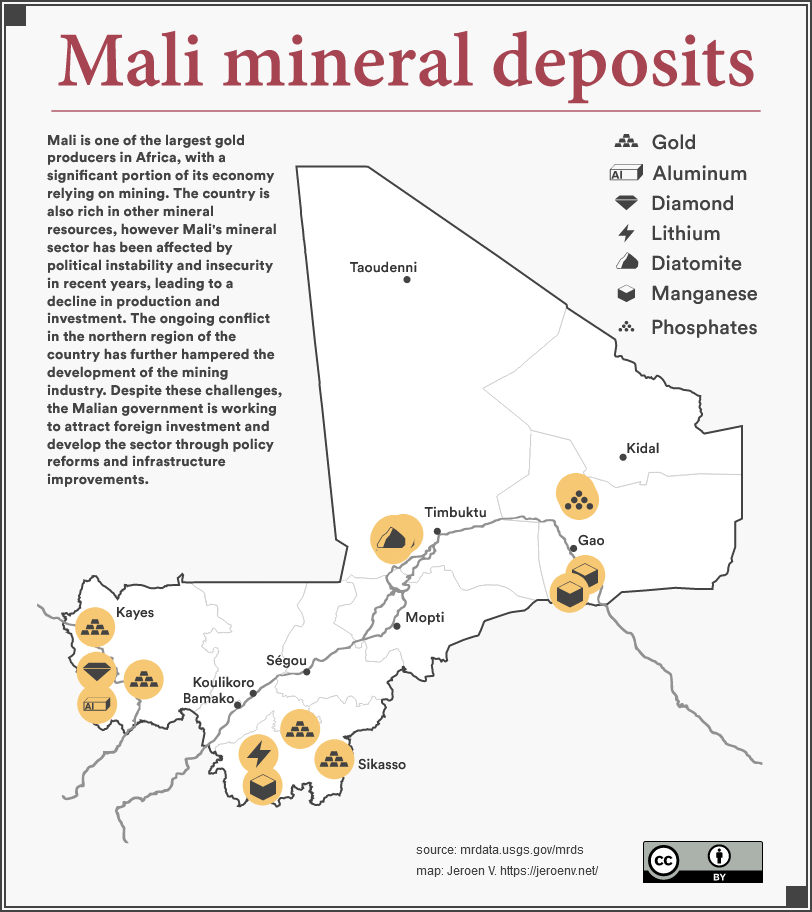 Mali mineral deposits
Mali is one of the largest gold
producers in Africa, with a
significant portion of its economy
relying on mining. The country is
also rich in other mineral
resources, however Mali's mineral
sector has been affected by
political instability and insecurity
in recent years, leading to a
decline in production and
investment. The ongoing conflict
in the northern region of the
country has further hampered the
development of the mining
industry. Despite these challenges,
the Malian government is working
to attract foreign investment and
develop the sector through policy
reforms and infrastructure
improvements.
Gold
Al Aluminum
Diamond
Lithium
Diatomite
Manganese
Phosphates
Taoudenni
Kidal
Timbuktu
Gao
Kayes
Mopti
Ségou
Koulikoro
Bamako
Al
Sikasso
source: mrdata.usgs.gov/mrds
map: Jeroen V. https://jeroenv.net/
cc
BY